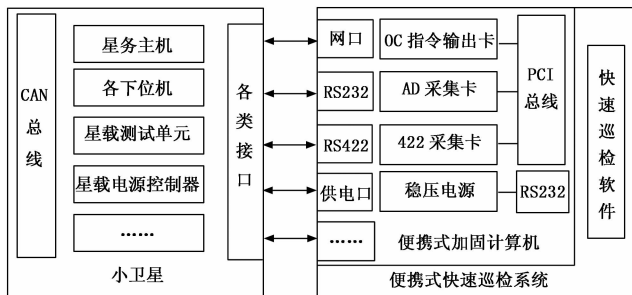 CAN
总
线
星务主机
各下位机
星载测试单元
星载电源控制器
……
各
类
接
口
小卫星
网口
RS232
RS422
供电口
……
OC 指令输出卡
AD 采集卡
422 采集卡
稳压电源
PCI
总线
RS232
便携式加固计算机
快
速
巡
检
软
件
便携式快速巡检系统